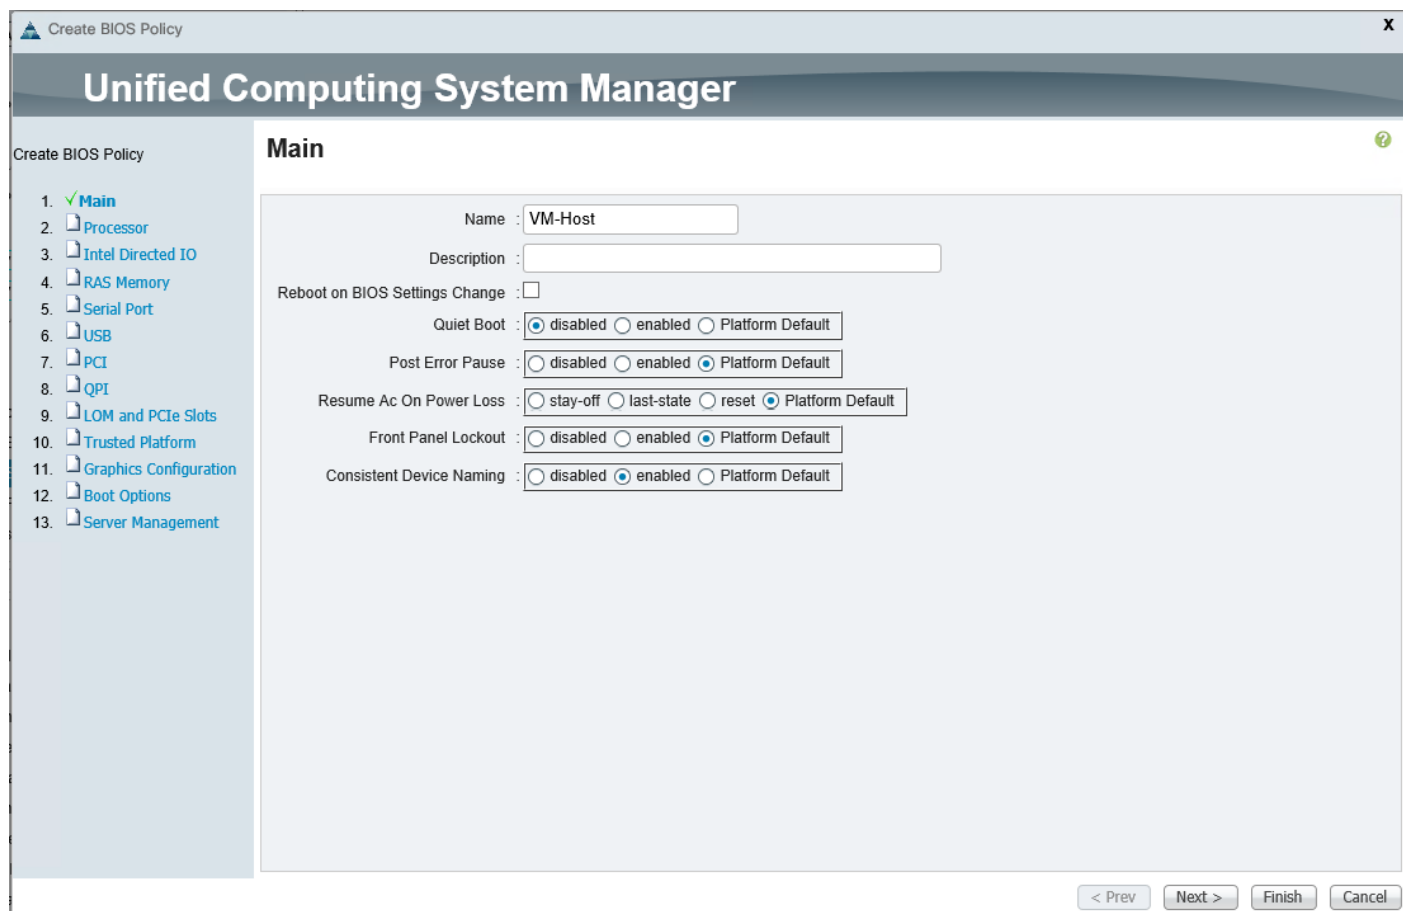 Create BIOS Policy X
Unified Computing System Manager
Create BIOS Policy
1. Main
2. Processor
3. Intel Directed IO
4. RAS Memory
5. Serial Port
6. USB
7. PCI
8. QPI
9. LOM and PCIe Slots
10. Trusted Platform
11. Graphics Configuration
12. Boot Options
13. Server Management
Main ?
Name : VM-Host
Description :
Reboot on BIOS Settings Change :
Quiet Boot : disabled enabled Platform Default
Post Error Pause : disabled enabled Platform Default
Resume Ac On Power Loss : stay-off last-state reset Platform Default
Front Panel Lockout : disabled enabled Platform Default
Consistent Device Naming : disabled enabled Platform Default
< Prev Next > Finish Cancel